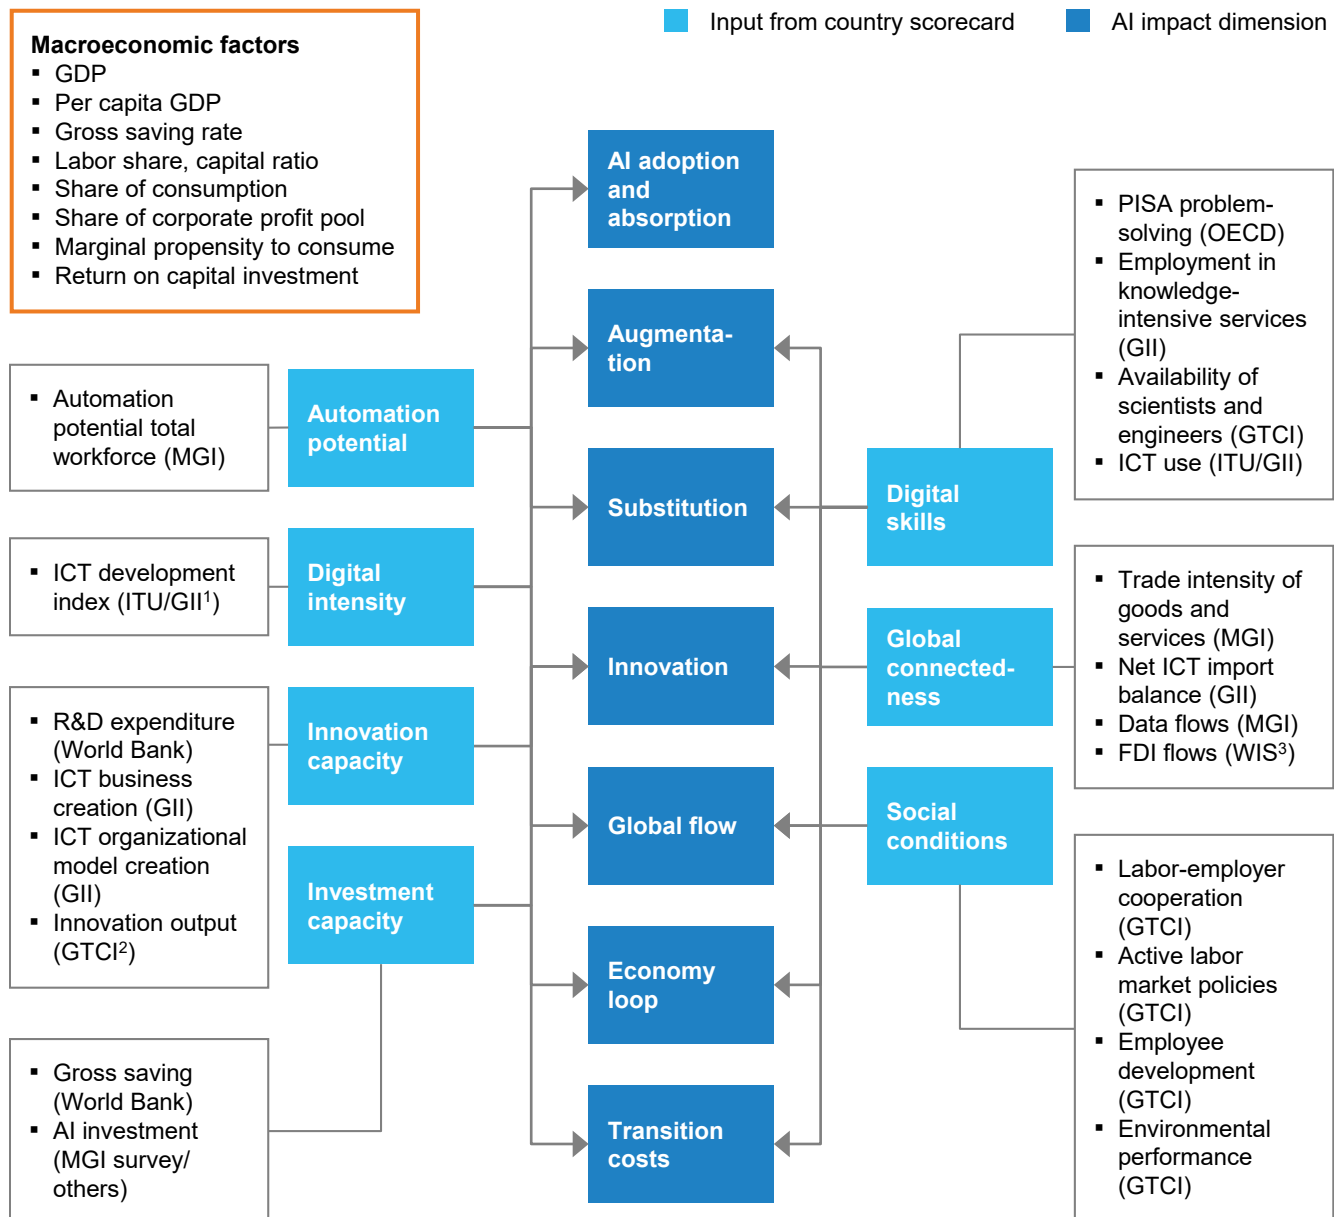 Input from country scorecard
AI impact dimension
Macroeconomic factors
▪ GDP
▪ Per capita GDP
▪ Gross saving rate
▪ Labor share, capital ratio
▪ Share of consumption
▪ Share of corporate profit pool
▪ Marginal propensity to consume
▪ Return on capital investment
▪ Automation
potential total
workforce (MGI)
Automation
potential
▪ ICT development
index (ITU/GII¹)
Digital
intensity
▪ R&D expenditure
(World Bank)
▪ ICT business
creation (GII)
▪ ICT organizational
model creation
(GII)
▪ Innovation output
(GTCI²)
Innovation
capacity
Investment
capacity
▪ Gross saving
(World Bank)
▪ AI investment
(MGI survey/
others)
AI adoption
and
absorption
Augmenta-
tion
Substitution
Innovation
Global flow
Economy
loop
Transition
costs
Digital
skills
Global
connected-
ness
Social
conditions
▪ PISA problem-
solving (OECD)
▪ Employment in
knowledge-
intensive services
(GII)
▪ Availability of
scientists and
engineers (GTCI)
▪ ICT use (ITU/GII)
▪ Trade intensity of
goods and
services (MGI)
▪ Net ICT import
balance (GII)
▪ Data flows (MGI)
▪ FDI flows (WIS³)
▪ Labor-employer
cooperation
(GTCI)
▪ Active labor
market policies
(GTCI)
▪ Employee
development
(GTCI)
▪ Environmental
performance
(GTCI)